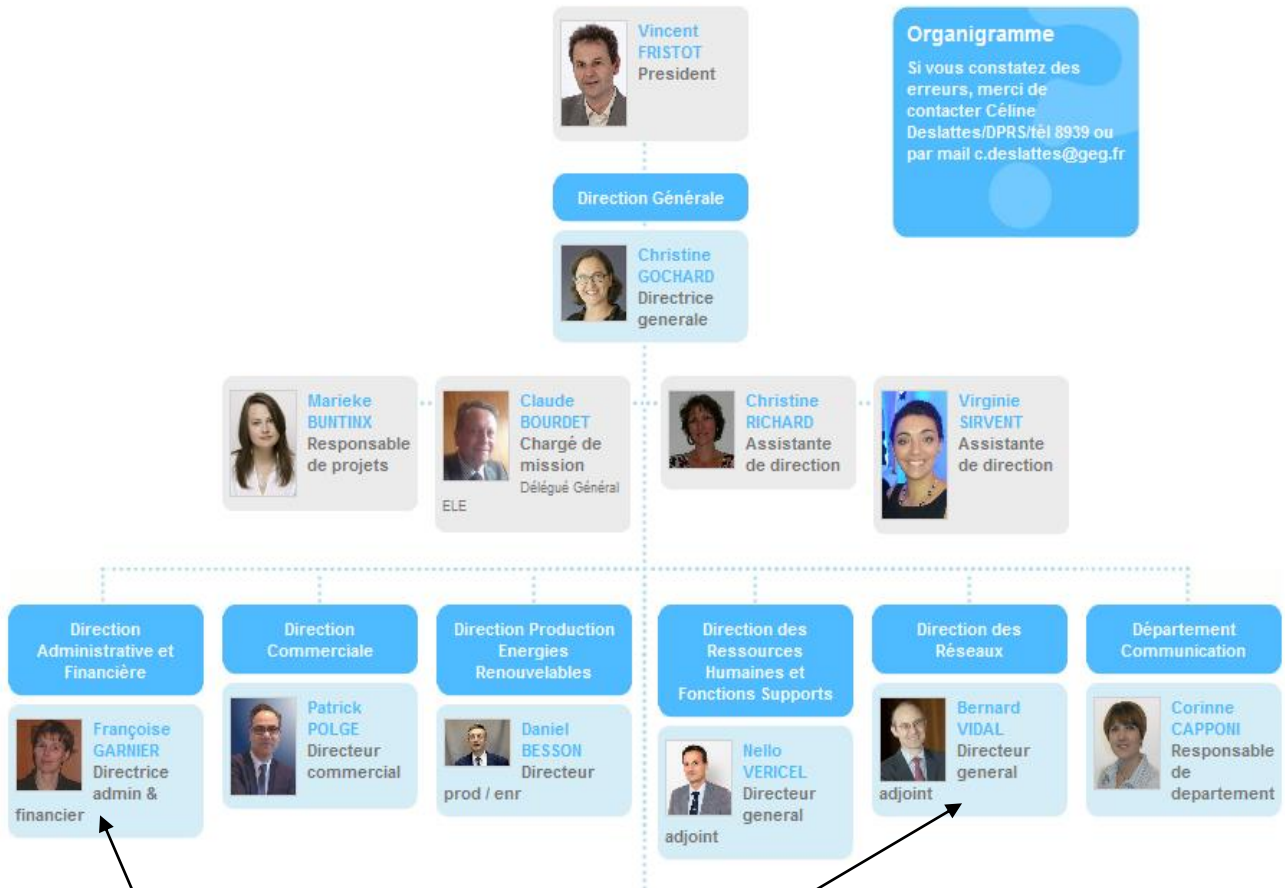 Vincent
FRISTOT
President
Organigramme
Si vous constatez des
erreurs, merci de
contacter Céline
Deslattes/DPRS/tèl 8939 ou
par mail c.deslattes@geg.fr
Direction Générale
Christine
GOCHARD
Directrice
generale
Marieke
BUNTINX
Responsable
de projets
Claude
BOURDET
Chargé de
mission
Délégué Général
ELE
Christine
RICHARD
Assistante
de direction
Virginie
SIRVENT
Assistante
de direction
Direction
Administrative et
Financière
Françoise
GARNIER
Directrice
admin &
financier
Direction
Commerciale
Patrick
POLGE
Directeur
commercial
Direction Production
Energies
Renouvelables
Daniel
BESSON
Directeur
prod / enr
Direction des
Ressources
Humaines et
Fonctions Supports
Nello
VERICEL
Directeur
general
adjoint
Direction des
Réseaux
Bernard
VIDAL
Directeur
general
adjoint
Département
Communication
Corinne
CAPPONI
Responsable
de
departement